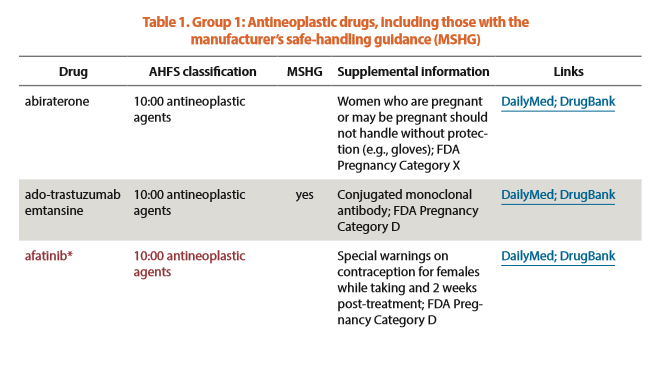 Table 1. Group 1: Antineoplastic drugs, including those with the
manufacturer's safe-handling guidance (MSHG)
Drug AHFS classification MSHG Supplemental information Links
abiraterone 10:00 antineoplastic Women who are pregnant DailyMed; DrugBank
agents or may be pregnant should
not handle without protec-
tion (e.g., gloves); FDA
Pregnancy Category X
ado-trastuzumab 10:00 antineoplastic yes Conjugated monoclonal DailyMed; DrugBank
emtansine agents antibody; FDA Pregnancy
Category D
afatinib* 10:00 antineoplastic Special warnings on DailyMed; DrugBank
agents contraception for females
while taking and 2 weeks
post-treatment; FDA Preg-
nancy Category D